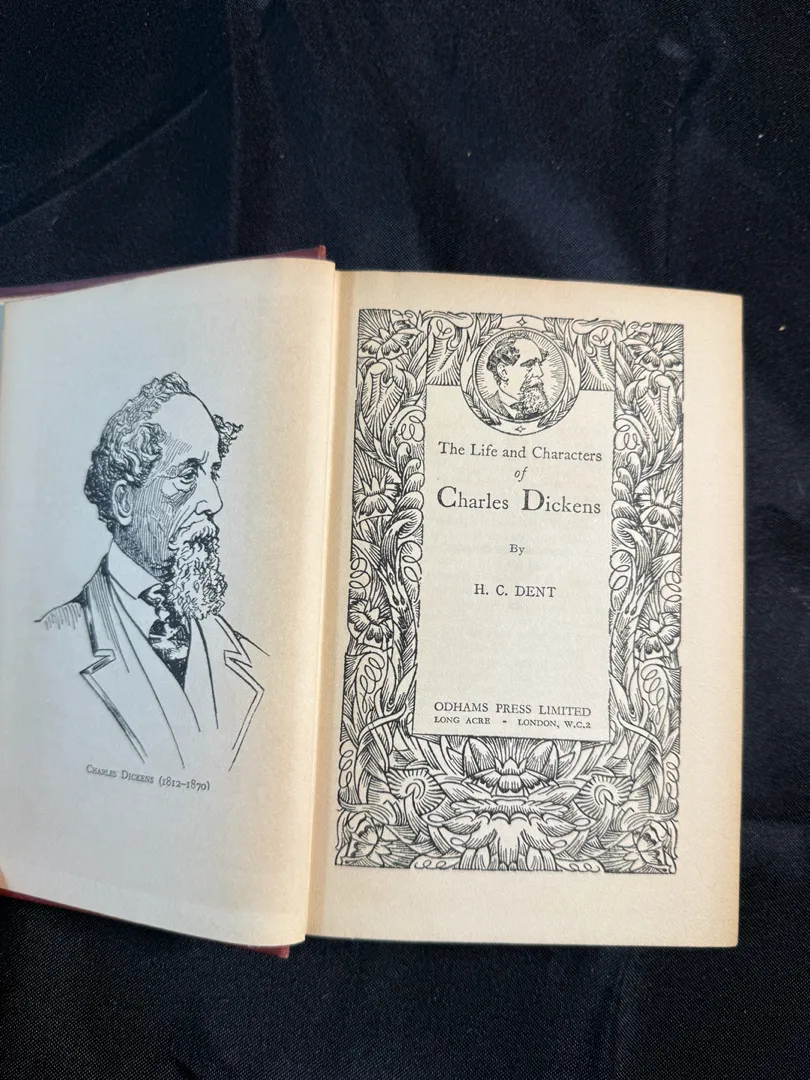 Charles Dickens (1812–1870)
The Life and Characters
of
Charles Dickens
By
H. C. DENT
ODHAMS PRESS LIMITED
LONG ACRE - LONDON, W.C.2